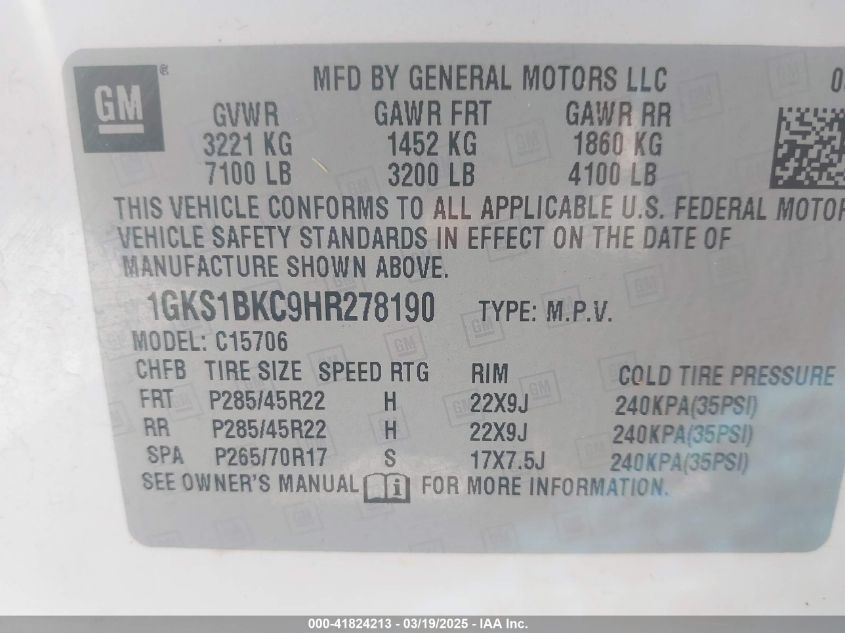 GM ® MFD BY GENERAL MOTORS LLC
GVWR GAWR FRT GAWR RR
3221 KG 1452 KG 1860 KG
7100 LB 3200 LB 4100 LB
THIS VEHICLE CONFORMS TO ALL APPLICABLE U.S. FEDERAL MOTOR
VEHICLE SAFETY STANDARDS IN EFFECT ON THE DATE OF
MANUFACTURE SHOWN ABOVE.
1GKS1BKC9HR278190 TYPE: M.P.V.
MODEL: C15706
CHFB TIRE SIZE SPEED RTG RIM COLD TIRE PRESSURE
FRT P285/45R22 H 22X9J 240KPA(35PSI)
RR P285/45R22 H 22X9J 240KPA(35PSI)
SPA P265/70R17 S 17X7.5J 240KPA(35PSI)
SEE OWNER'S MANUAL i FOR MORE INFORMATION.
000-41824213 - 03/19/2025 - IAA Inc.